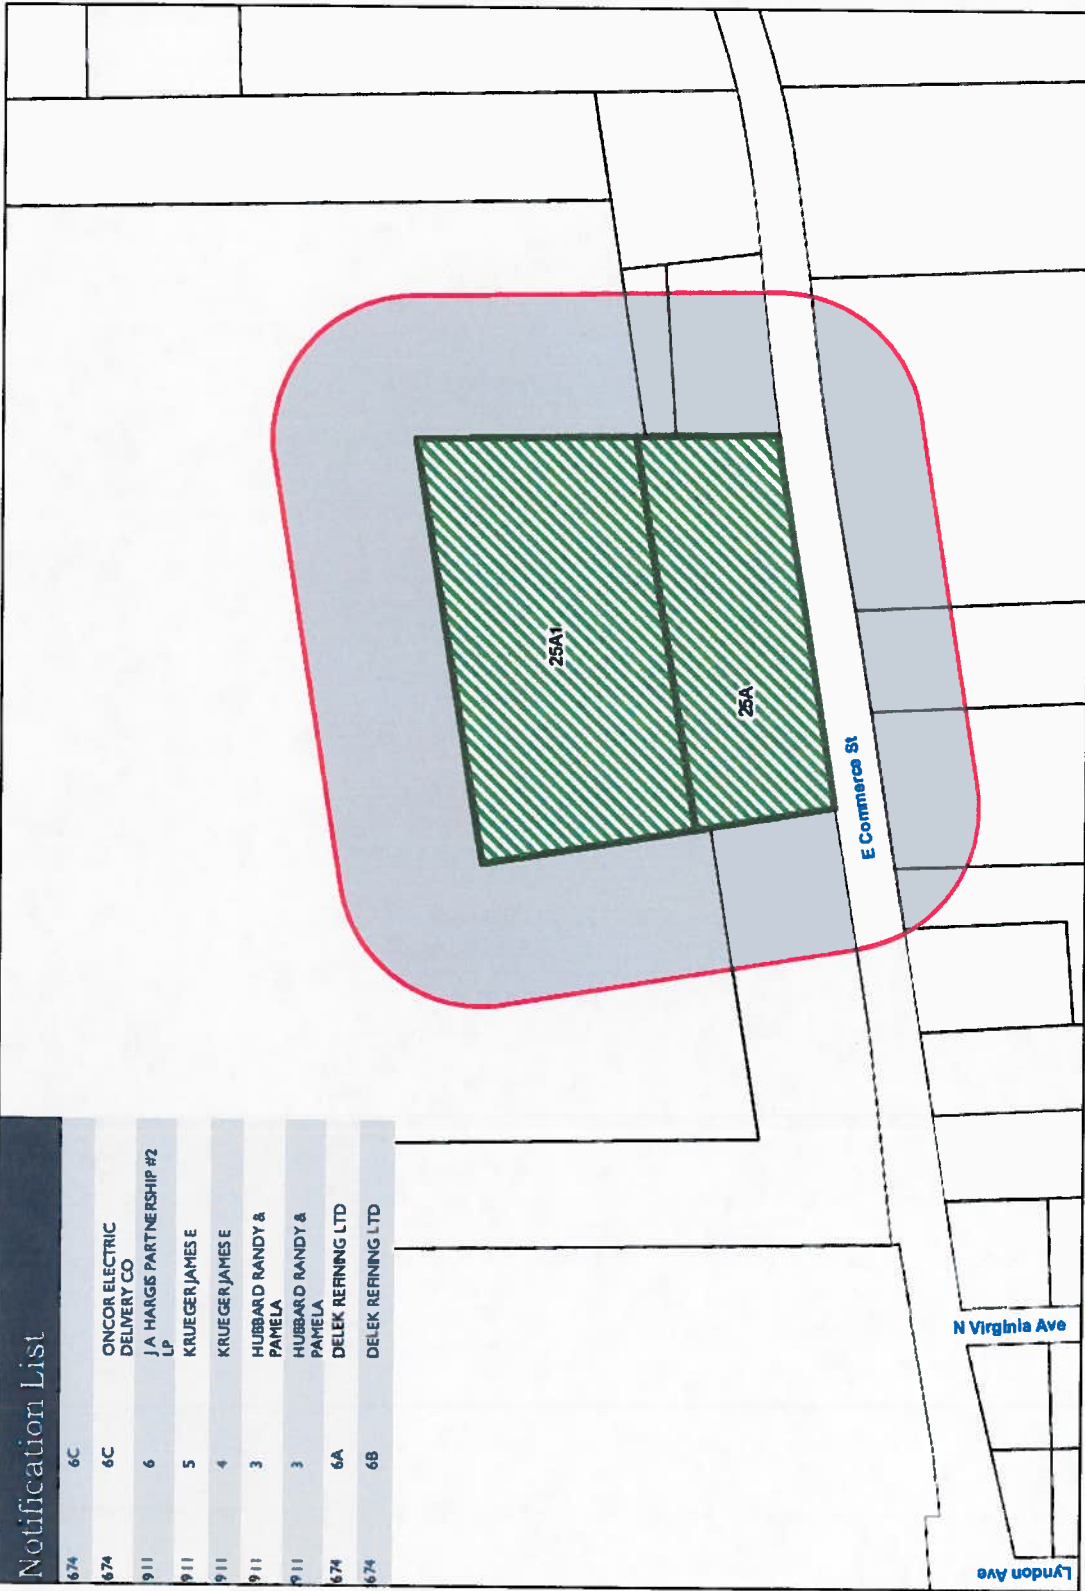 Notification List
674 6C
674 6C ONCOR ELECTRIC
DELIVERY CO
911 6 J A HARGIS PARTNERSHIP #2
LP
911 5 KRUEGER JAMES E
911 4 KRUEGER JAMES E
911 3 HUBBARD RANDY &
PAMELA
911 3 HUBBARD RANDY &
PAMELA
674 6A DELEK REFINING LTD
674 6B DELEK REFINING LTD
25A1
25A
E Commerce St
N Virginia Ave
Lyndon Ave